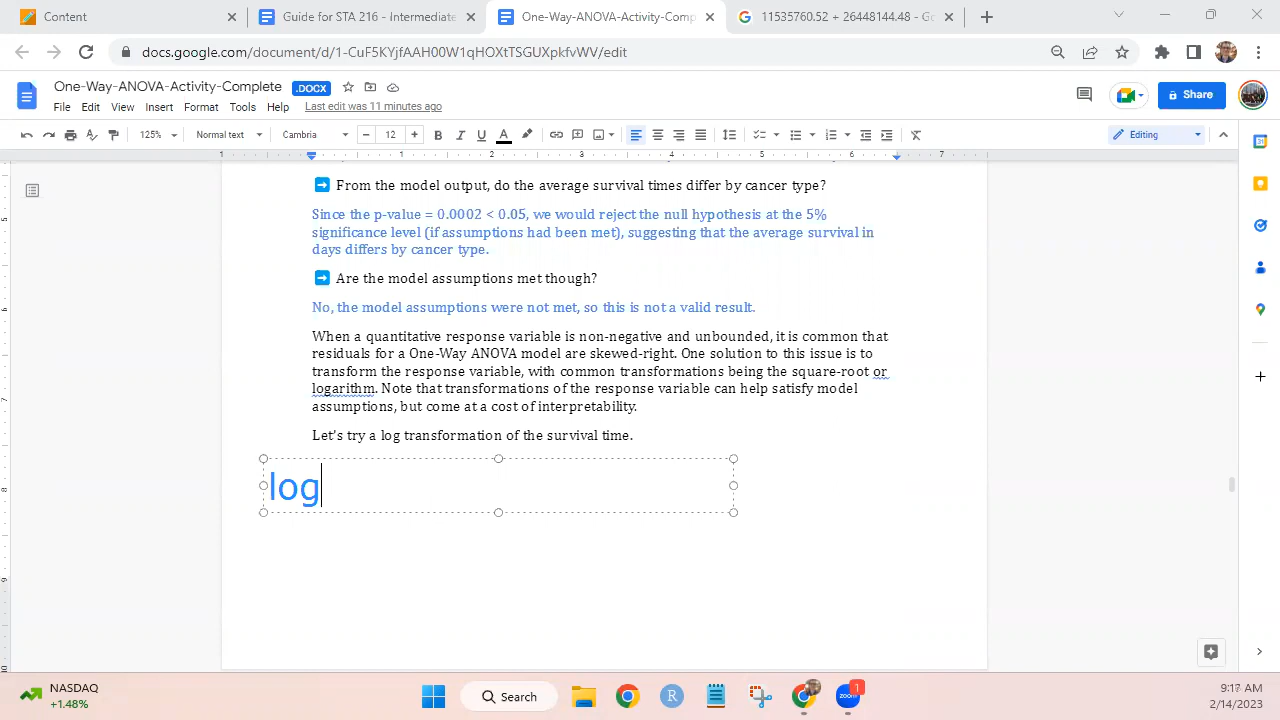 Content
Guide for STA 216 - Intermediate
One-Way-ANOVA-Activity-Comp
11535760.52 + 26448144.48 - G
docs.google.com/document/d/1-CuF5KYjfAAH00W1qHOXtTSGUXpkfvWV/edit
One-Way-ANOVA-Activity-Complete .DOCX
Share
File Edit View Insert Format Tools Help Last edit was 11 minutes ago
125% Normal text Cambria 12 Editing
1 1 2 3 4 5 6 7
From the model output, do the average survival times differ by cancer type?
Since the p-value = 0.0002 < 0.05, we would reject the null hypothesis at the 5%
significance level (if assumptions had been met), suggesting that the average survival in
days differs by cancer type.
Are the model assumptions met though?
No, the model assumptions were not met, so this is not a valid result.
When a quantitative response variable is non-negative and unbounded, it is common that
residuals for a One-Way ANOVA model are skewed-right. One solution to this issue is to
transform the response variable, with common transformations being the square-root or
logarithm. Note that transformations of the response variable can help satisfy model
assumptions, but come at a cost of interpretability.
Let's try a log transformation of the survival time.
log
NASDAQ
+1.48%
Search
R
zoom
1
9:17 AM
2/14/2023